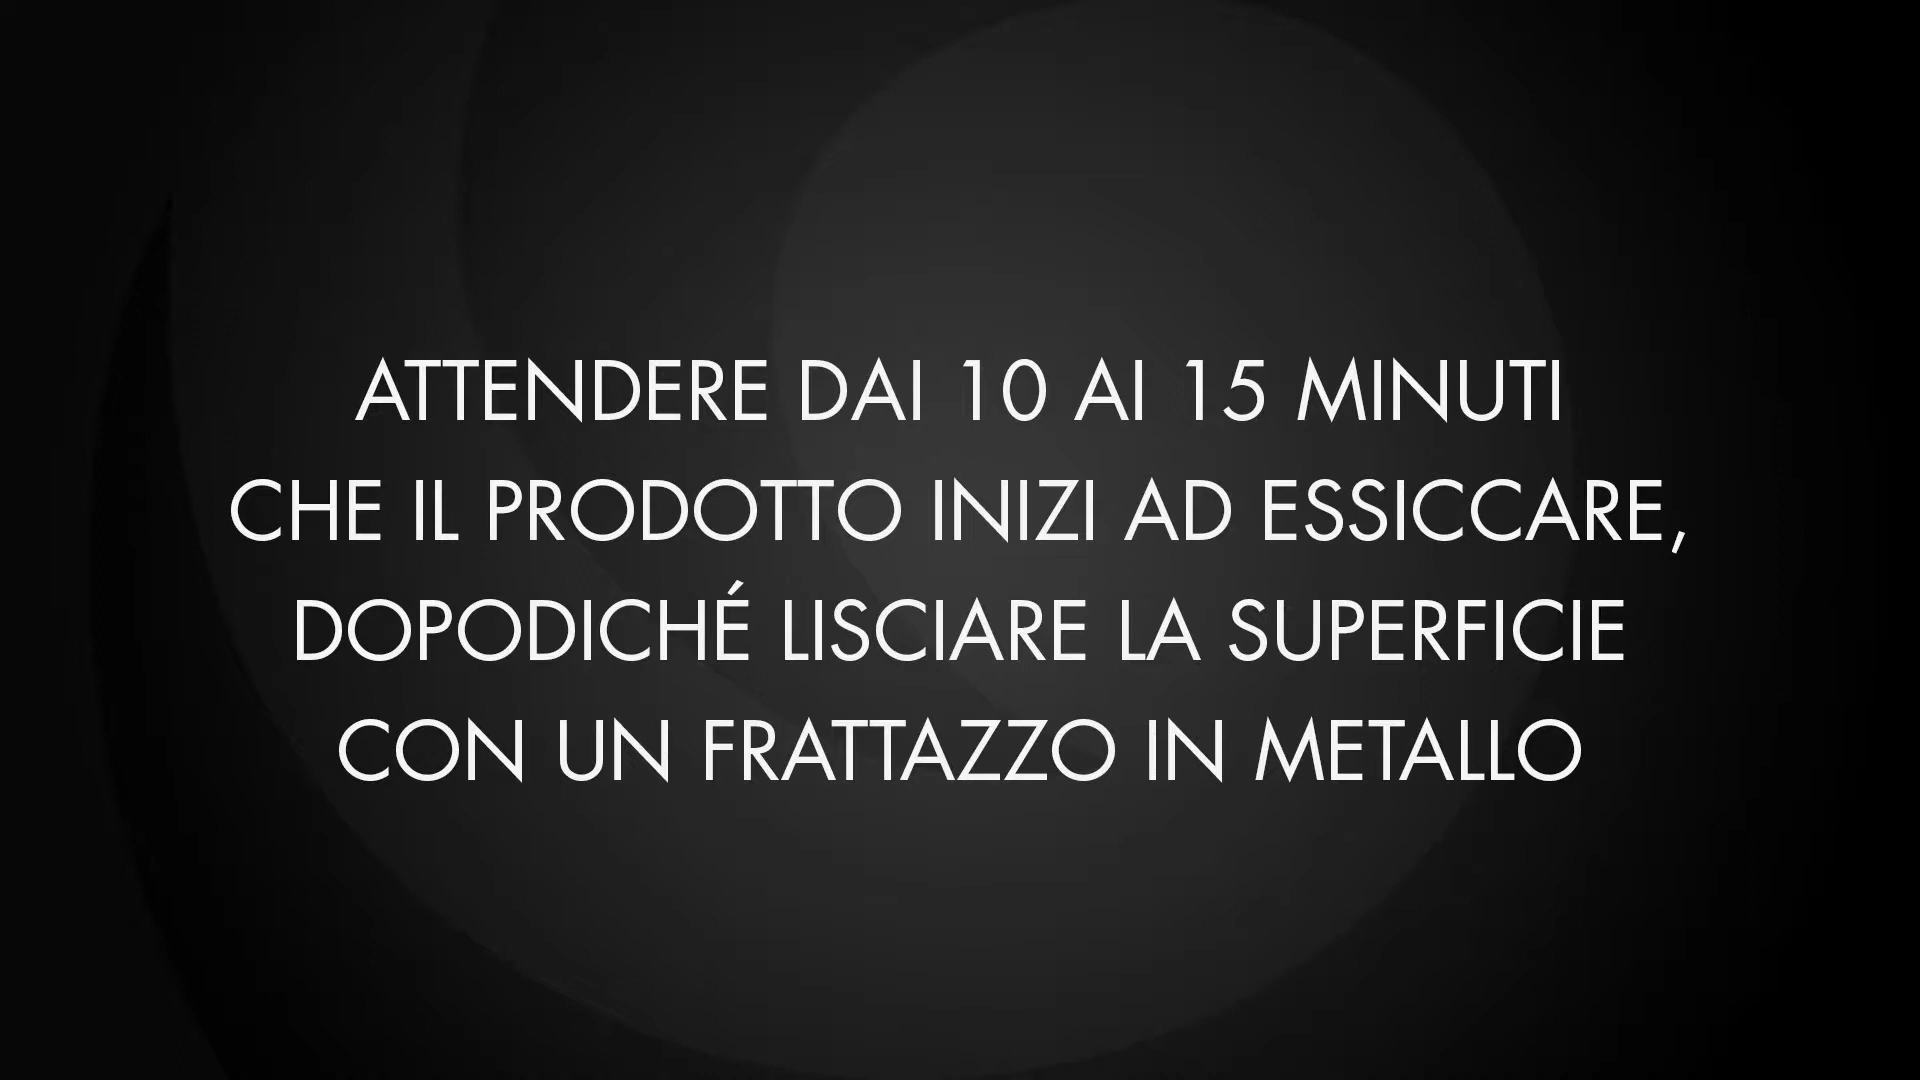 ATTENDERE DAI 10 AI 15 MINUTI
CHE IL PRODOTTO INIZI AD ESSICCARE,
DOPODICHÉ LISCIARE LA SUPERFICIE
CON UN FRATTAZZO IN METALLO